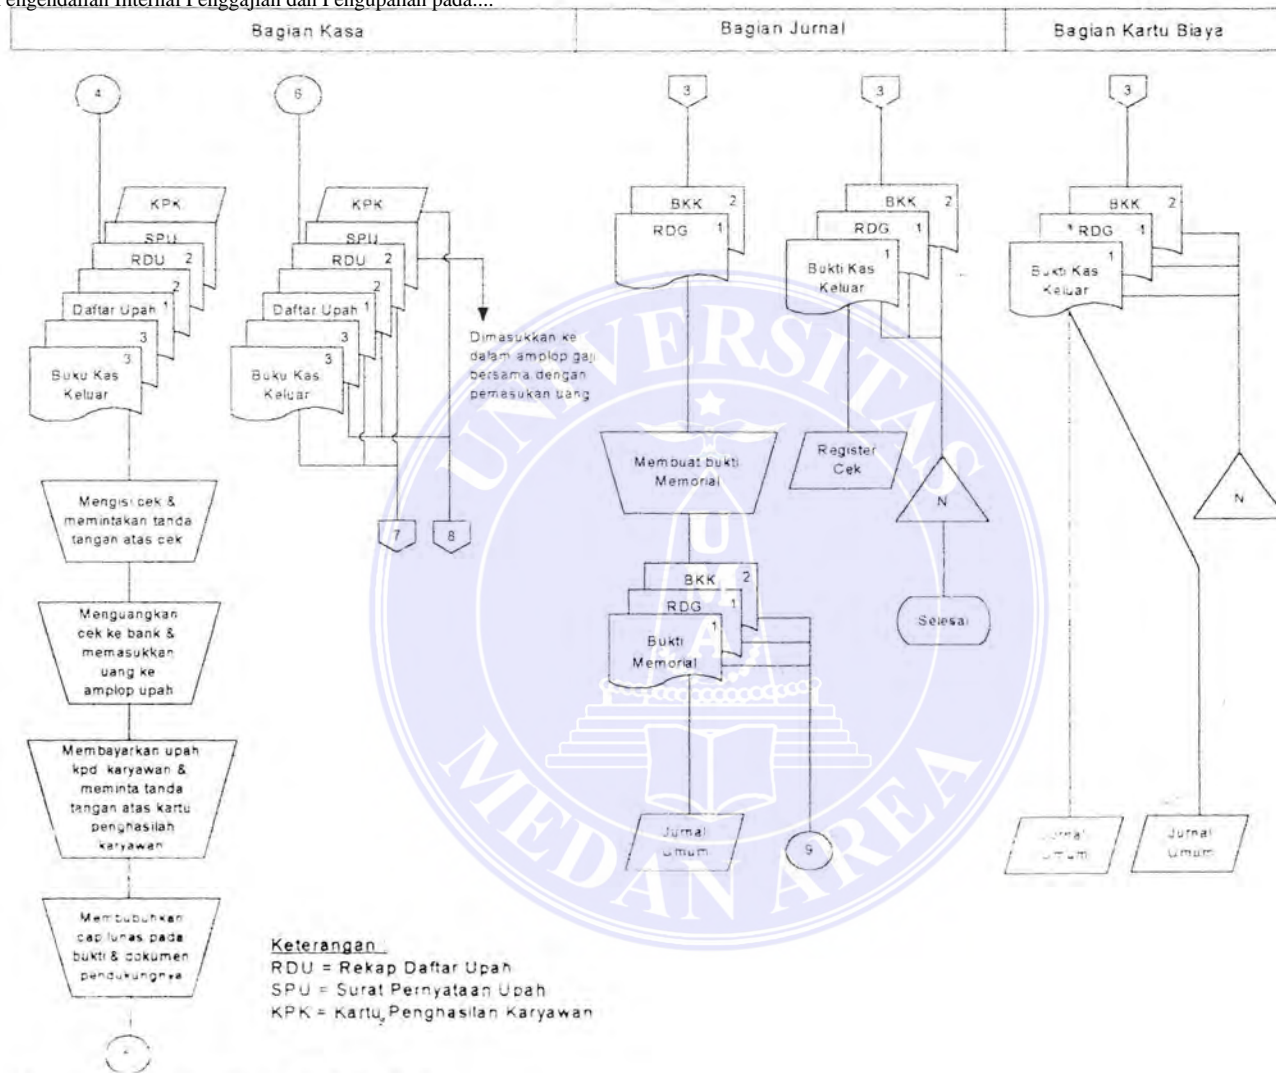 engendalian Internal Penggajian dan Pengupahan pada....
Bagian Kasa
Bagian Jurnal
Bagian Kartu Biaya
4
6
3
3
3
KPK
SPU
RDU 2
2
Daftar Upah 1
3
3
Buku Kas
Keluar
Mengisi cek &
memintakan tanda
tangan atas cek
Menguangkan
cek ke bank &
memasukkan
uang ke
amplop upah
Membayarkan upah
kpd karyawan &
meminta tanda
tangan atas kartu
penghasilah
karyawan
Membubuhkan
cap lunas pada
bukti & dokumen
pendukungnya
KPK
SPU
RDU 2
2
Daftar Upah 1
3
3
Buku Kas
Keluar
Dimasukkan ke
dalam amplop gaji
bersama dengan
pemasukan uang
7
8
BKK 2
RDG 1
Membuat bukti
Memorial
BKK 2
RDG 1
1
Bukti
Memorial
Jurnal
Umum
9
BKK 2
RDG 1
1
Bukti Kas
Keluar
Register
Cek
N
Selesai
BKK 2
RDG 1
1
Bukti Kas
Keluar
N
Jurnal
Umum
Jurnal
Umum
Keterangan :
RDU = Rekap Daftar Upah
SPU = Surat Pernyataan Upah
KPK = Kartu Penghasilan Karyawan
UNIVERSITAS
UMA
MEDAN AREA